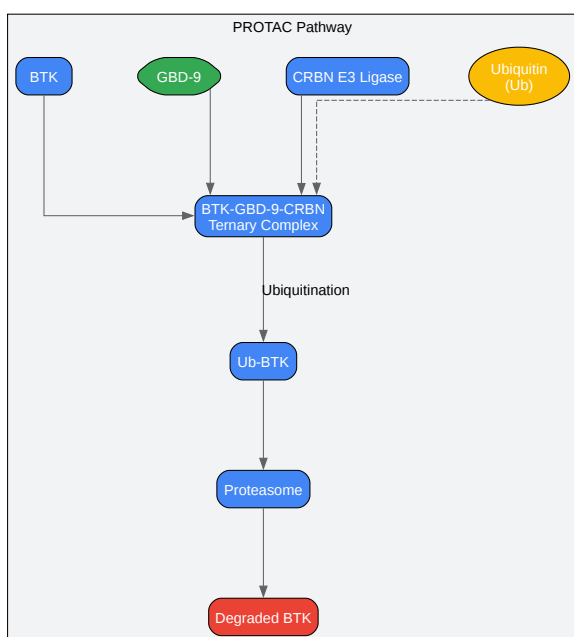 PROTAC Pathway
BTK
GBD-9
CRBN E3 Ligase
Ubiquitin
(Ub)
BTK-GBD-9-CRBN
Ternary Complex
Ubiquitination
Ub-BTK
Proteasome
Degraded BTK